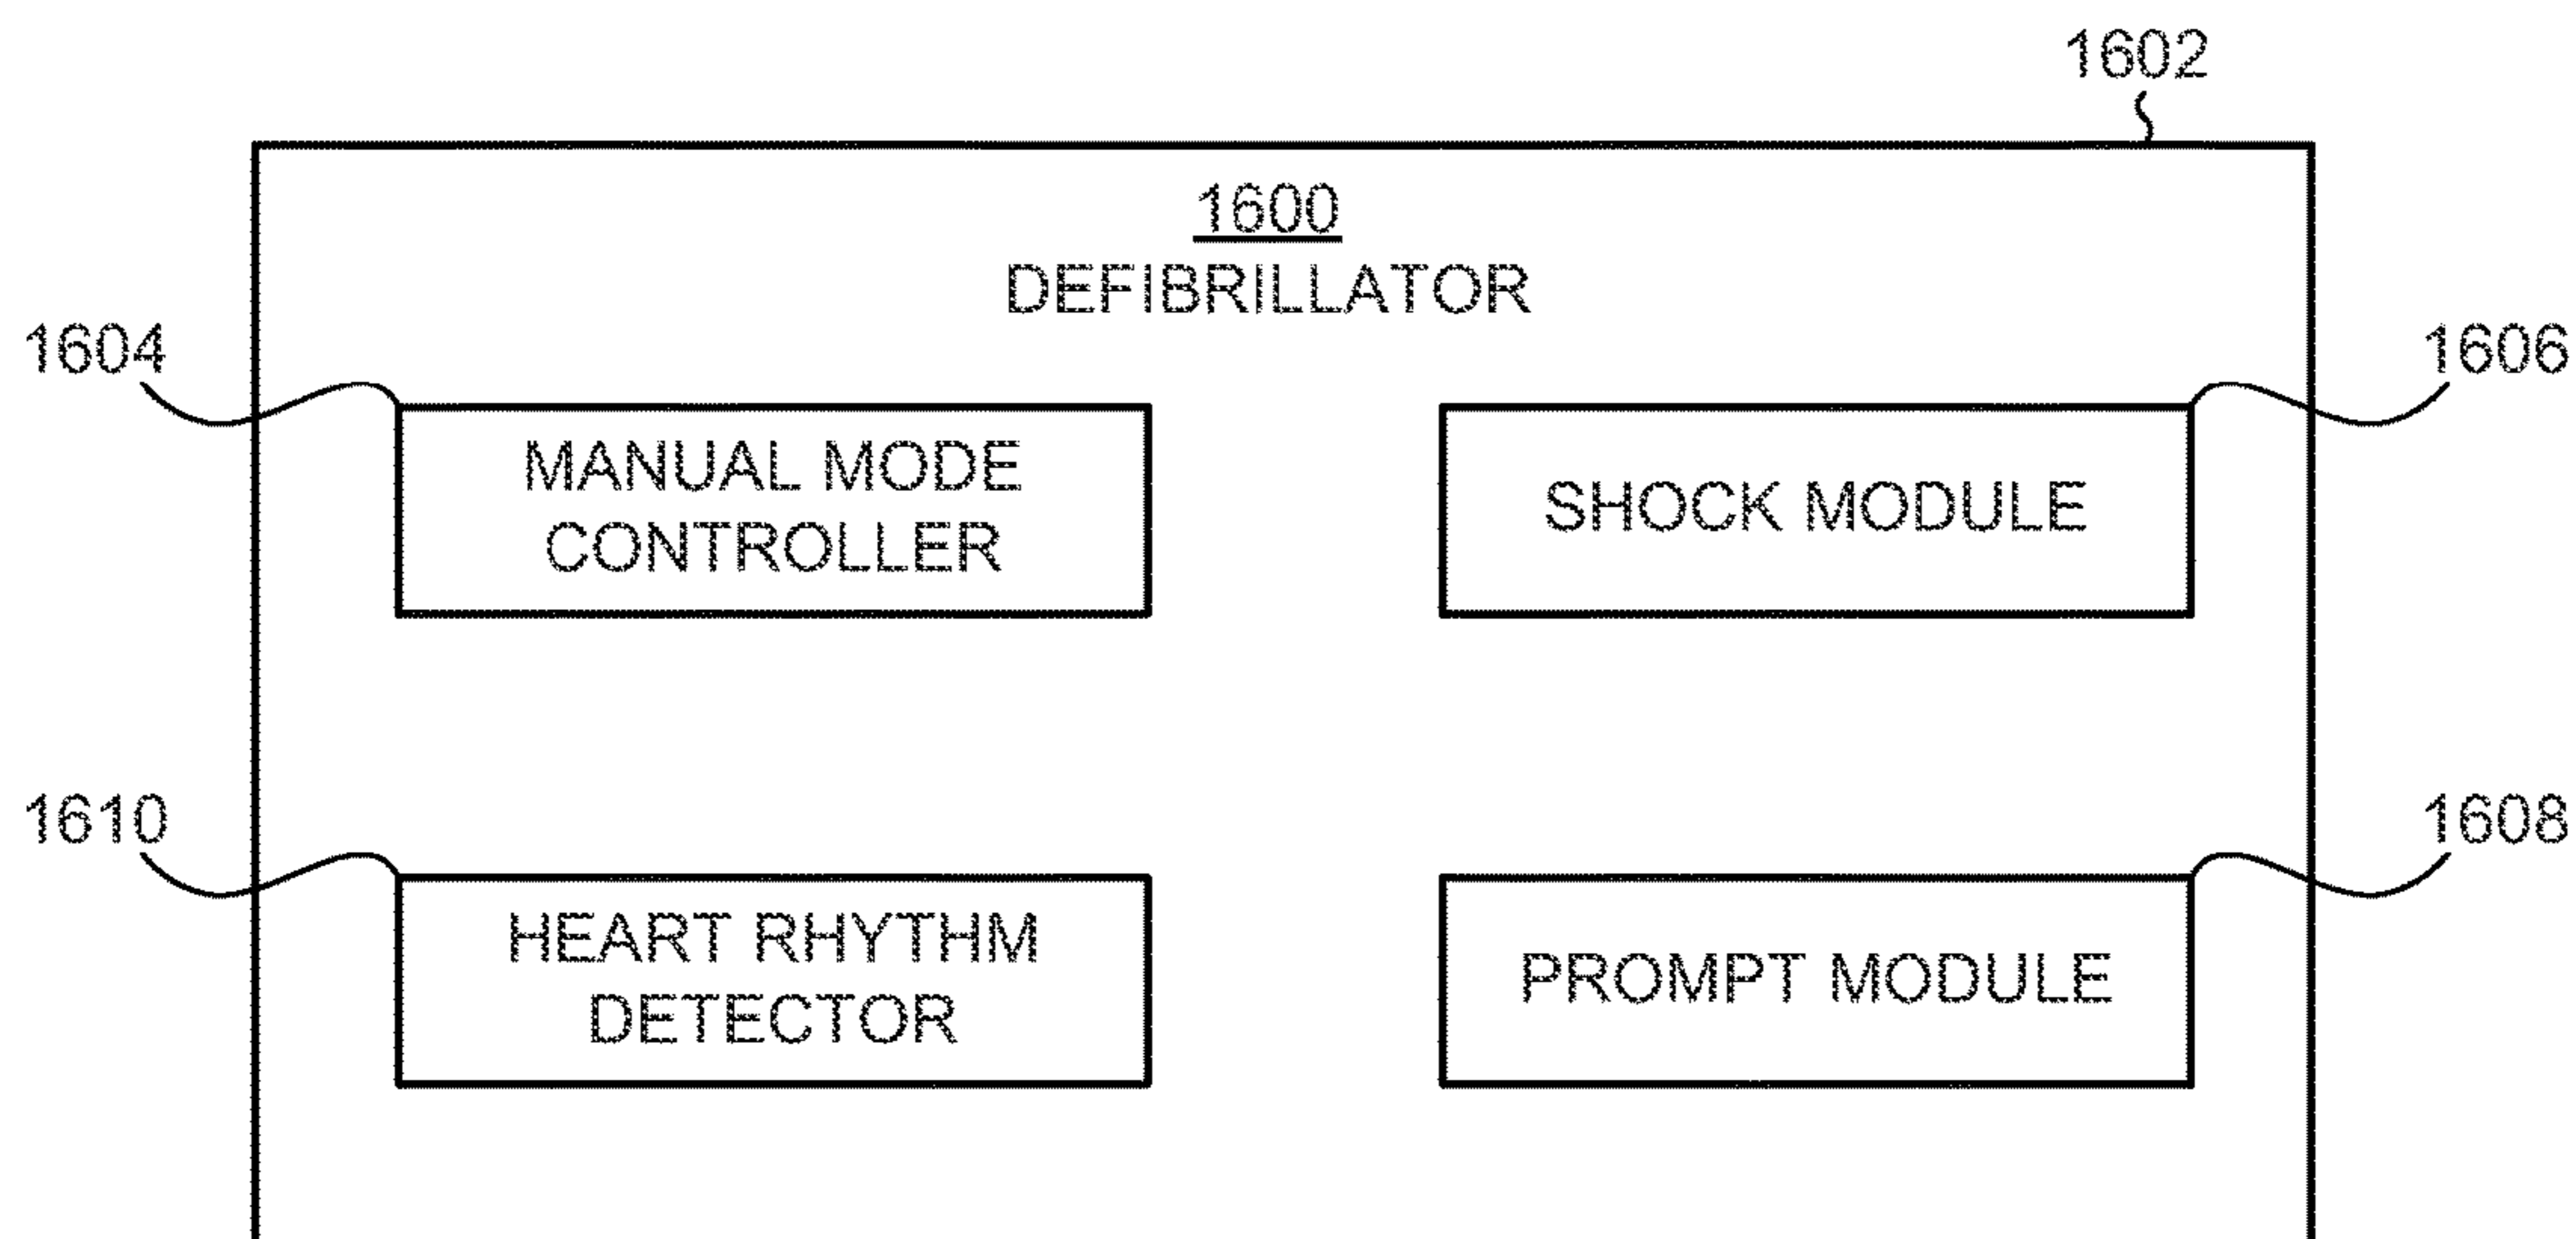 1602
1600
DEFIBRILLATOR
1604
1606
MANUAL MODE
CONTROLLER
SHOCK MODULE
1610
1608
HEART RHYTHM
DETECTOR
PROMPT MODULE